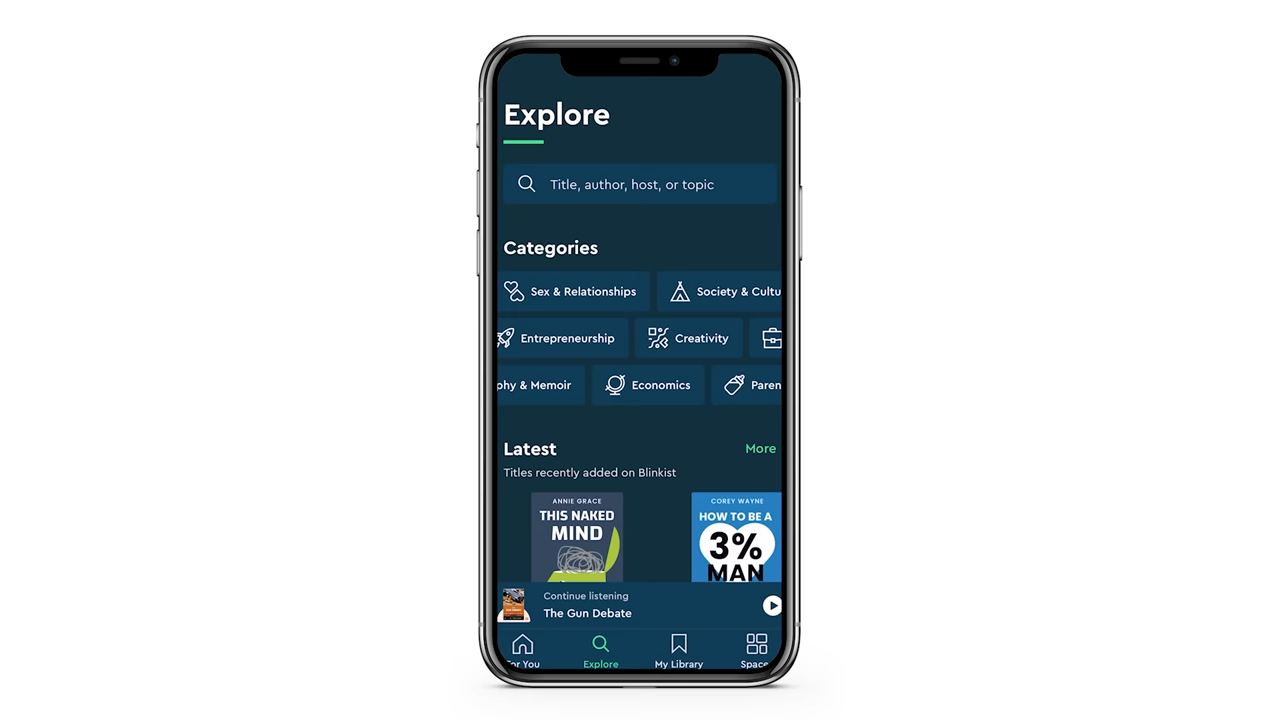 Explore
Title, author, host, or topic
Categories
Sex & Relationships
Society & Cultu
Entrepreneurship
Creativity
phy & Memoir
Economics
Paren
Latest
More
Titles recently added on Blinkist
ANNIE GRACE
THIS NAKED
MIND
COREY WAYNE
HOW TO BE A
3%
MAN
Continue listening
The Gun Debate
For You
Explore
My Library
Space